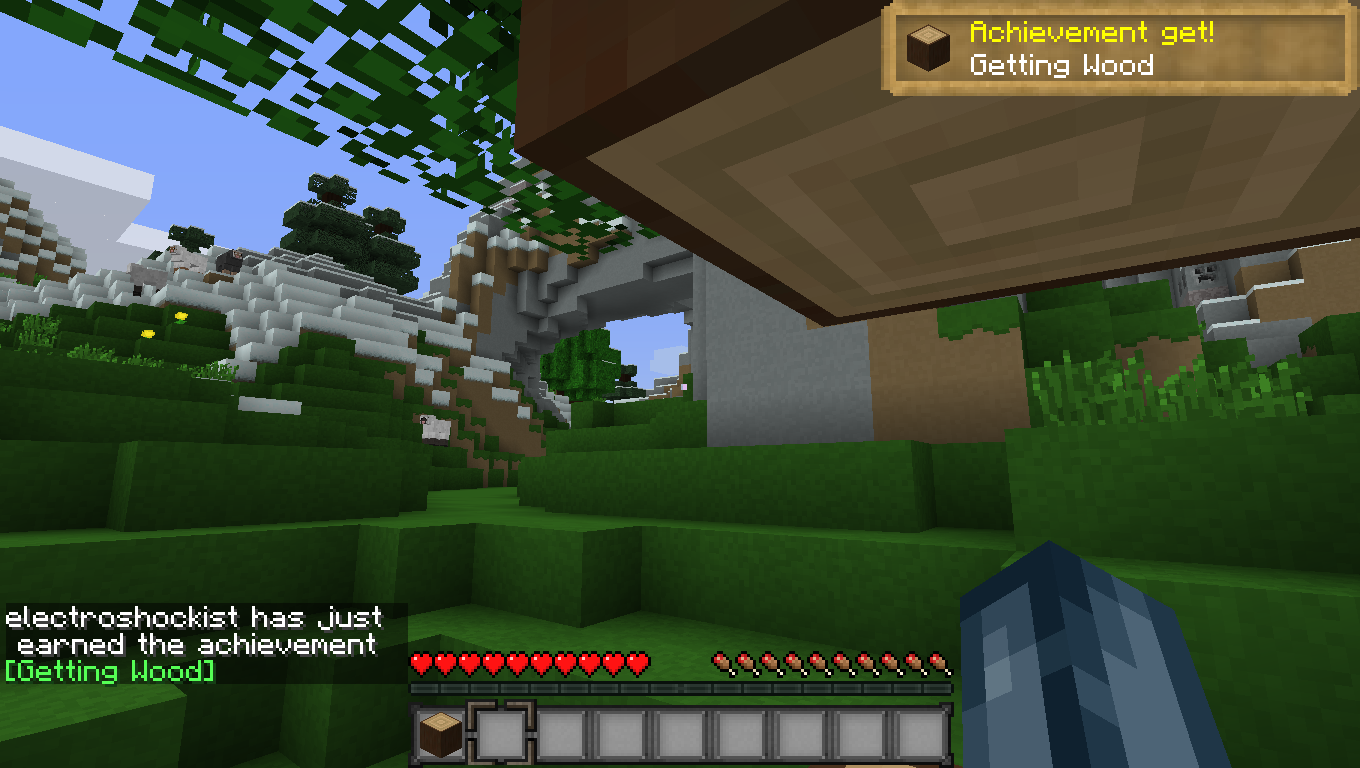 Achievement get!
Getting Wood
electroshockist has just
earned the achievement
[Getting Wood]